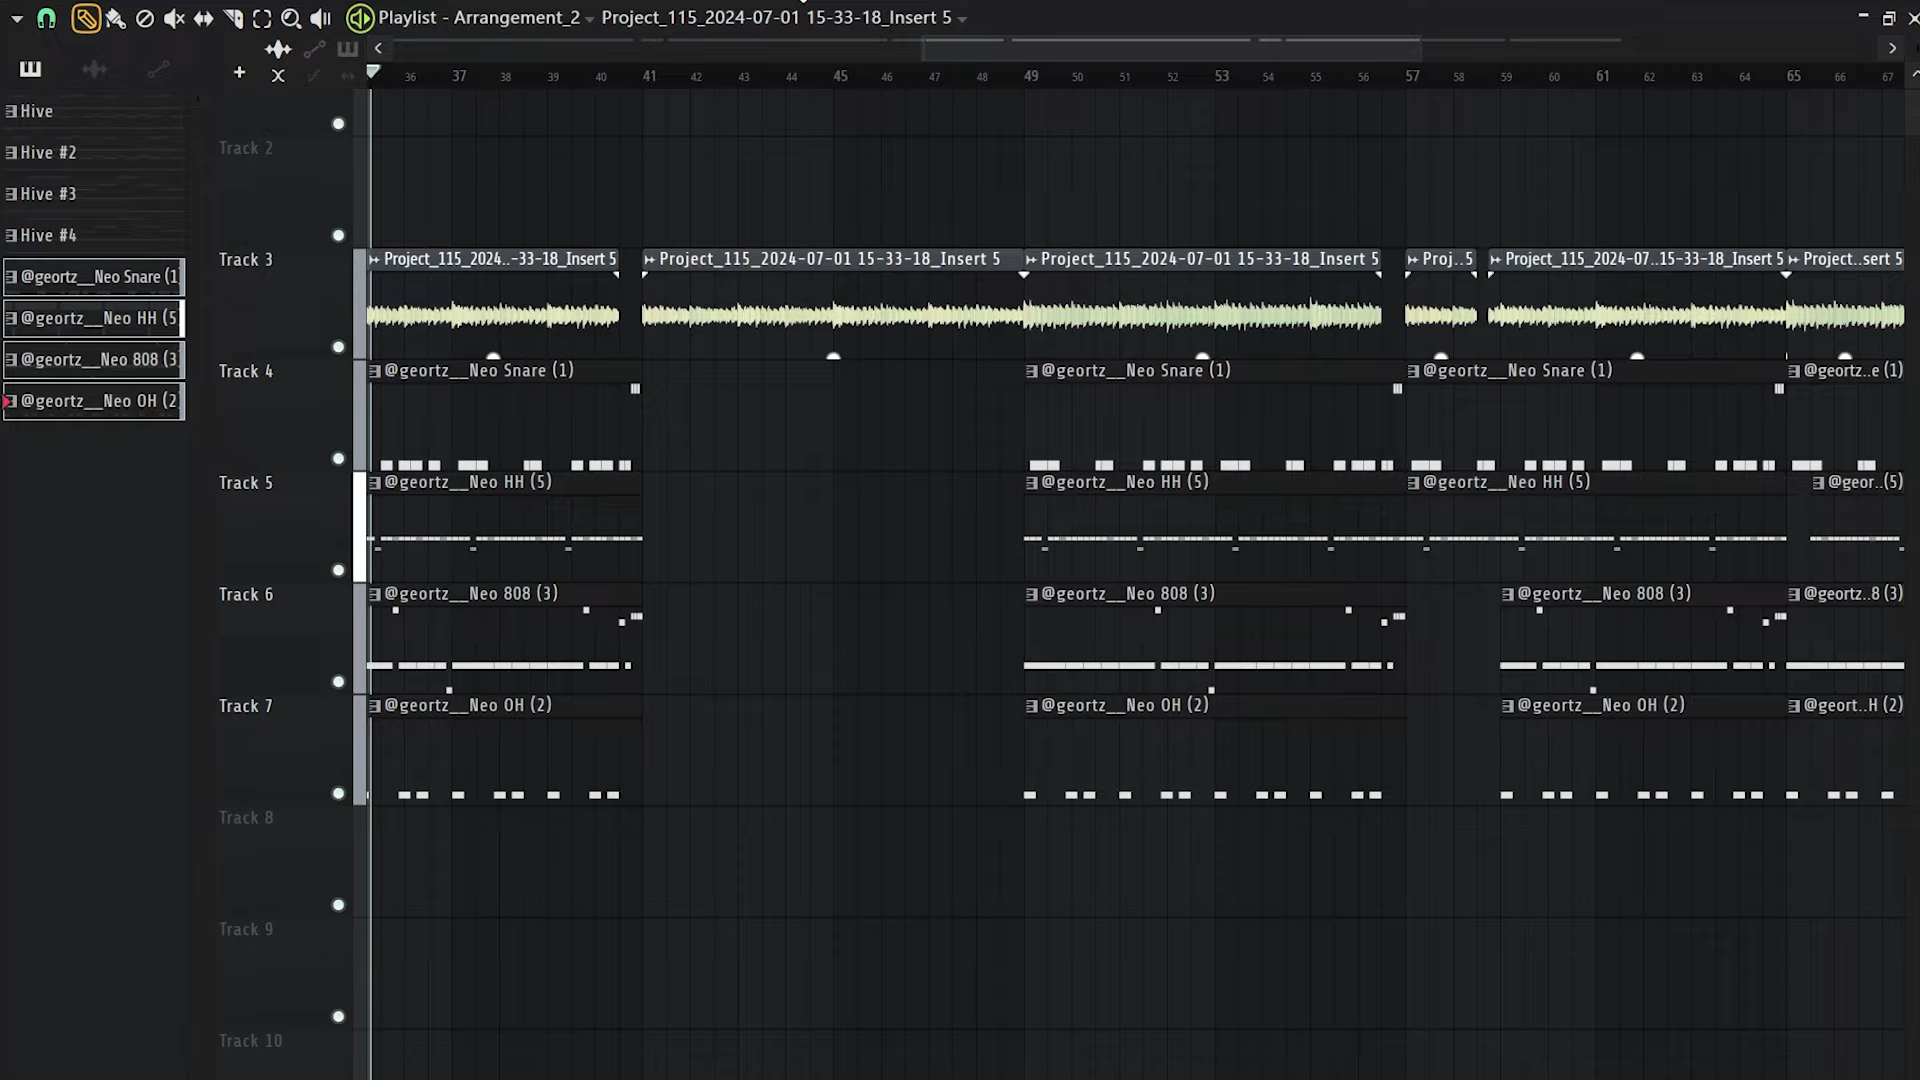 Playlist - Arrangement_2 Project_115_2024-07-01 15-33-18_Insert 5
36 37 38 39 40 41 42 43 44 45 46 47 48 49 50 51 52 53 54 55 56 57 58 59 60 61 62 63 64 65 66 67
Hive
Hive #2
Hive #3
Hive #4
@geortz__Neo Snare (1
@geortz__Neo HH (5
@geortz__Neo 808 (3
@geortz__Neo OH (2
Track 2
Track 3 Project_115_2024..-33-18_Insert 5 Project_115_2024-07-01 15-33-18_Insert 5 Project_115_2024-07-01 15-33-18_Insert 5 Proj..5 Project_115_2024-07..15-33-18_Insert 5 Project..sert 5
Track 4 @geortz__Neo Snare (1) @geortz__Neo Snare (1) @geortz__Neo Snare (1) @geortz..e (1)
Track 5 @geortz__Neo HH (5) @geortz__Neo HH (5) @geortz__Neo HH (5) @geor..(5)
Track 6 @geortz__Neo 808 (3) @geortz__Neo 808 (3) @geortz__Neo 808 (3) @geortz..8 (3)
Track 7 @geortz__Neo OH (2) @geortz__Neo OH (2) @geortz__Neo OH (2) @geort..H (2)
Track 8
Track 9
Track 10